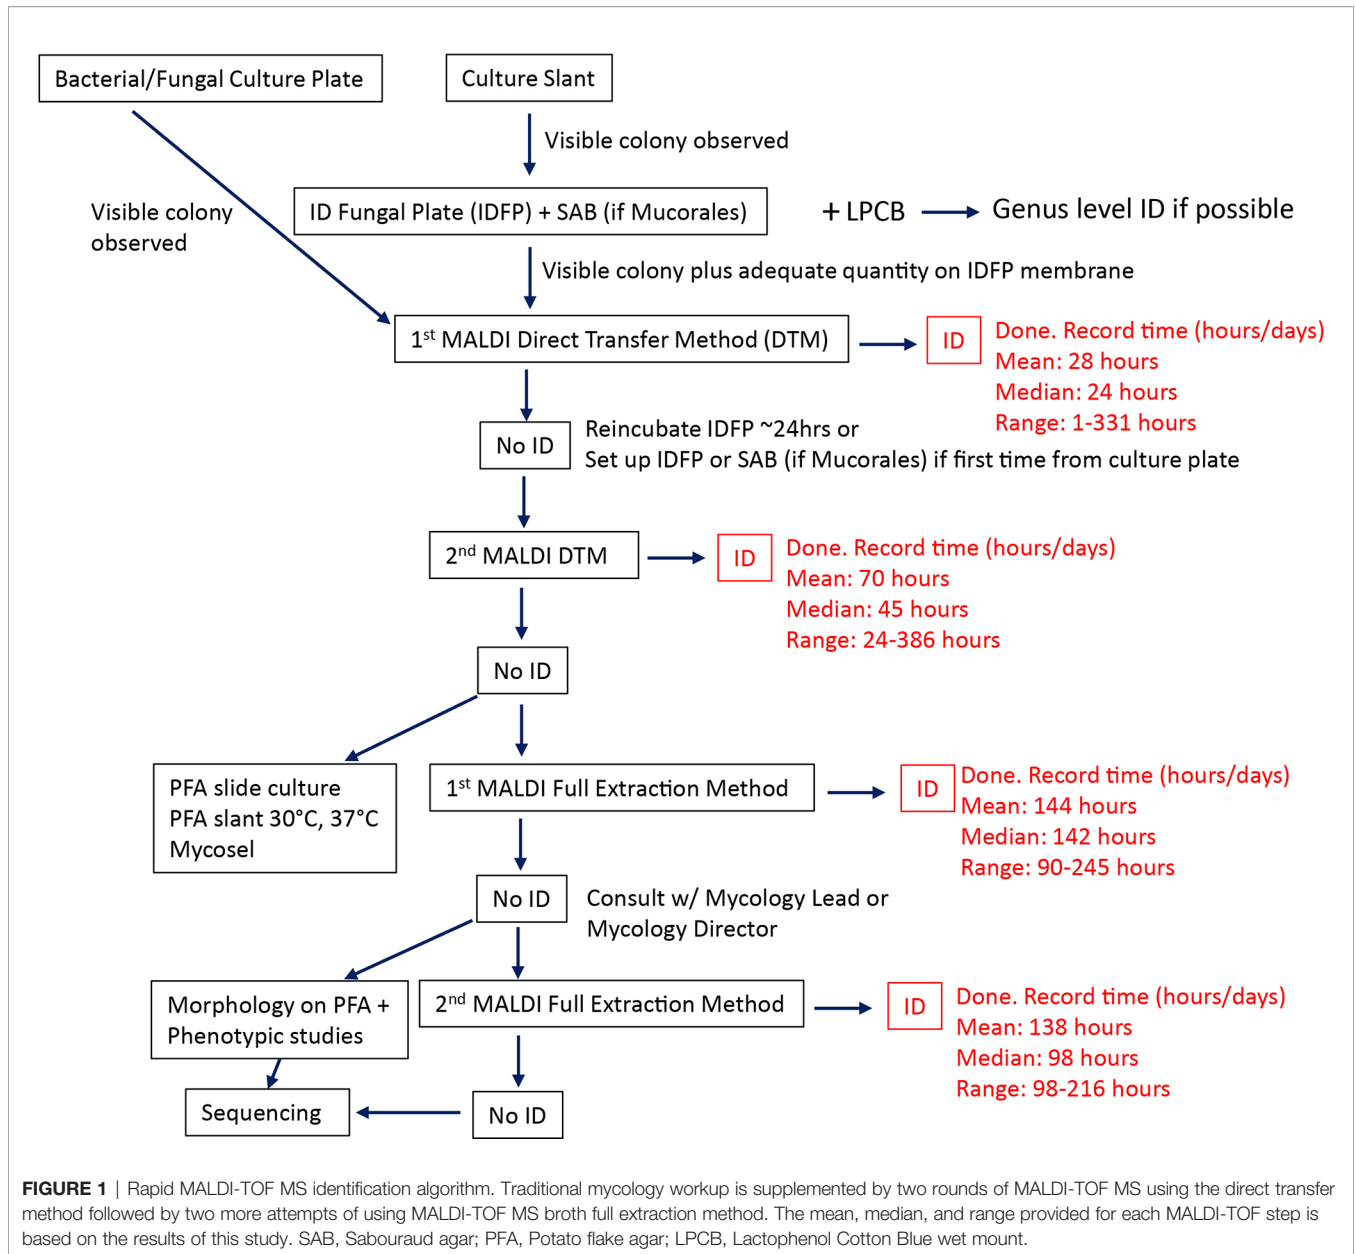 Bacterial/Fungal Culture Plate
Culture Slant
Visible colony observed
Visible colony
observed
ID Fungal Plate (IDFP) + SAB (if Mucorales)
+ LPCB
Genus level ID if possible
Visible colony plus adequate quantity on IDFP membrane
1st MALDI Direct Transfer Method (DTM)
ID
Done. Record time (hours/days)
Mean: 28 hours
Median: 24 hours
Range: 1-331 hours
No ID
Reincubate IDFP ~24hrs or
Set up IDFP or SAB (if Mucorales) if first time from culture plate
2nd MALDI DTM
ID
Done. Record time (hours/days)
Mean: 70 hours
Median: 45 hours
Range: 24-386 hours
No ID
PFA slide culture
PFA slant 30°C, 37°C
Mycosel
1st MALDI Full Extraction Method
ID
Done. Record time (hours/days)
Mean: 144 hours
Median: 142 hours
Range: 90-245 hours
No ID
Consult w/ Mycology Lead or
Mycology Director
Morphology on PFA +
Phenotypic studies
2nd MALDI Full Extraction Method
ID
Done. Record time (hours/days)
Mean: 138 hours
Median: 98 hours
Range: 98-216 hours
Sequencing
No ID
FIGURE 1 | Rapid MALDI-TOF MS identification algorithm. Traditional mycology workup is supplemented by two rounds of MALDI-TOF MS using the direct transfer
method followed by two more attempts of using MALDI-TOF MS broth full extraction method. The mean, median, and range provided for each MALDI-TOF step is
based on the results of this study. SAB, Sabouraud agar; PFA, Potato flake agar; LPCB, Lactophenol Cotton Blue wet mount.